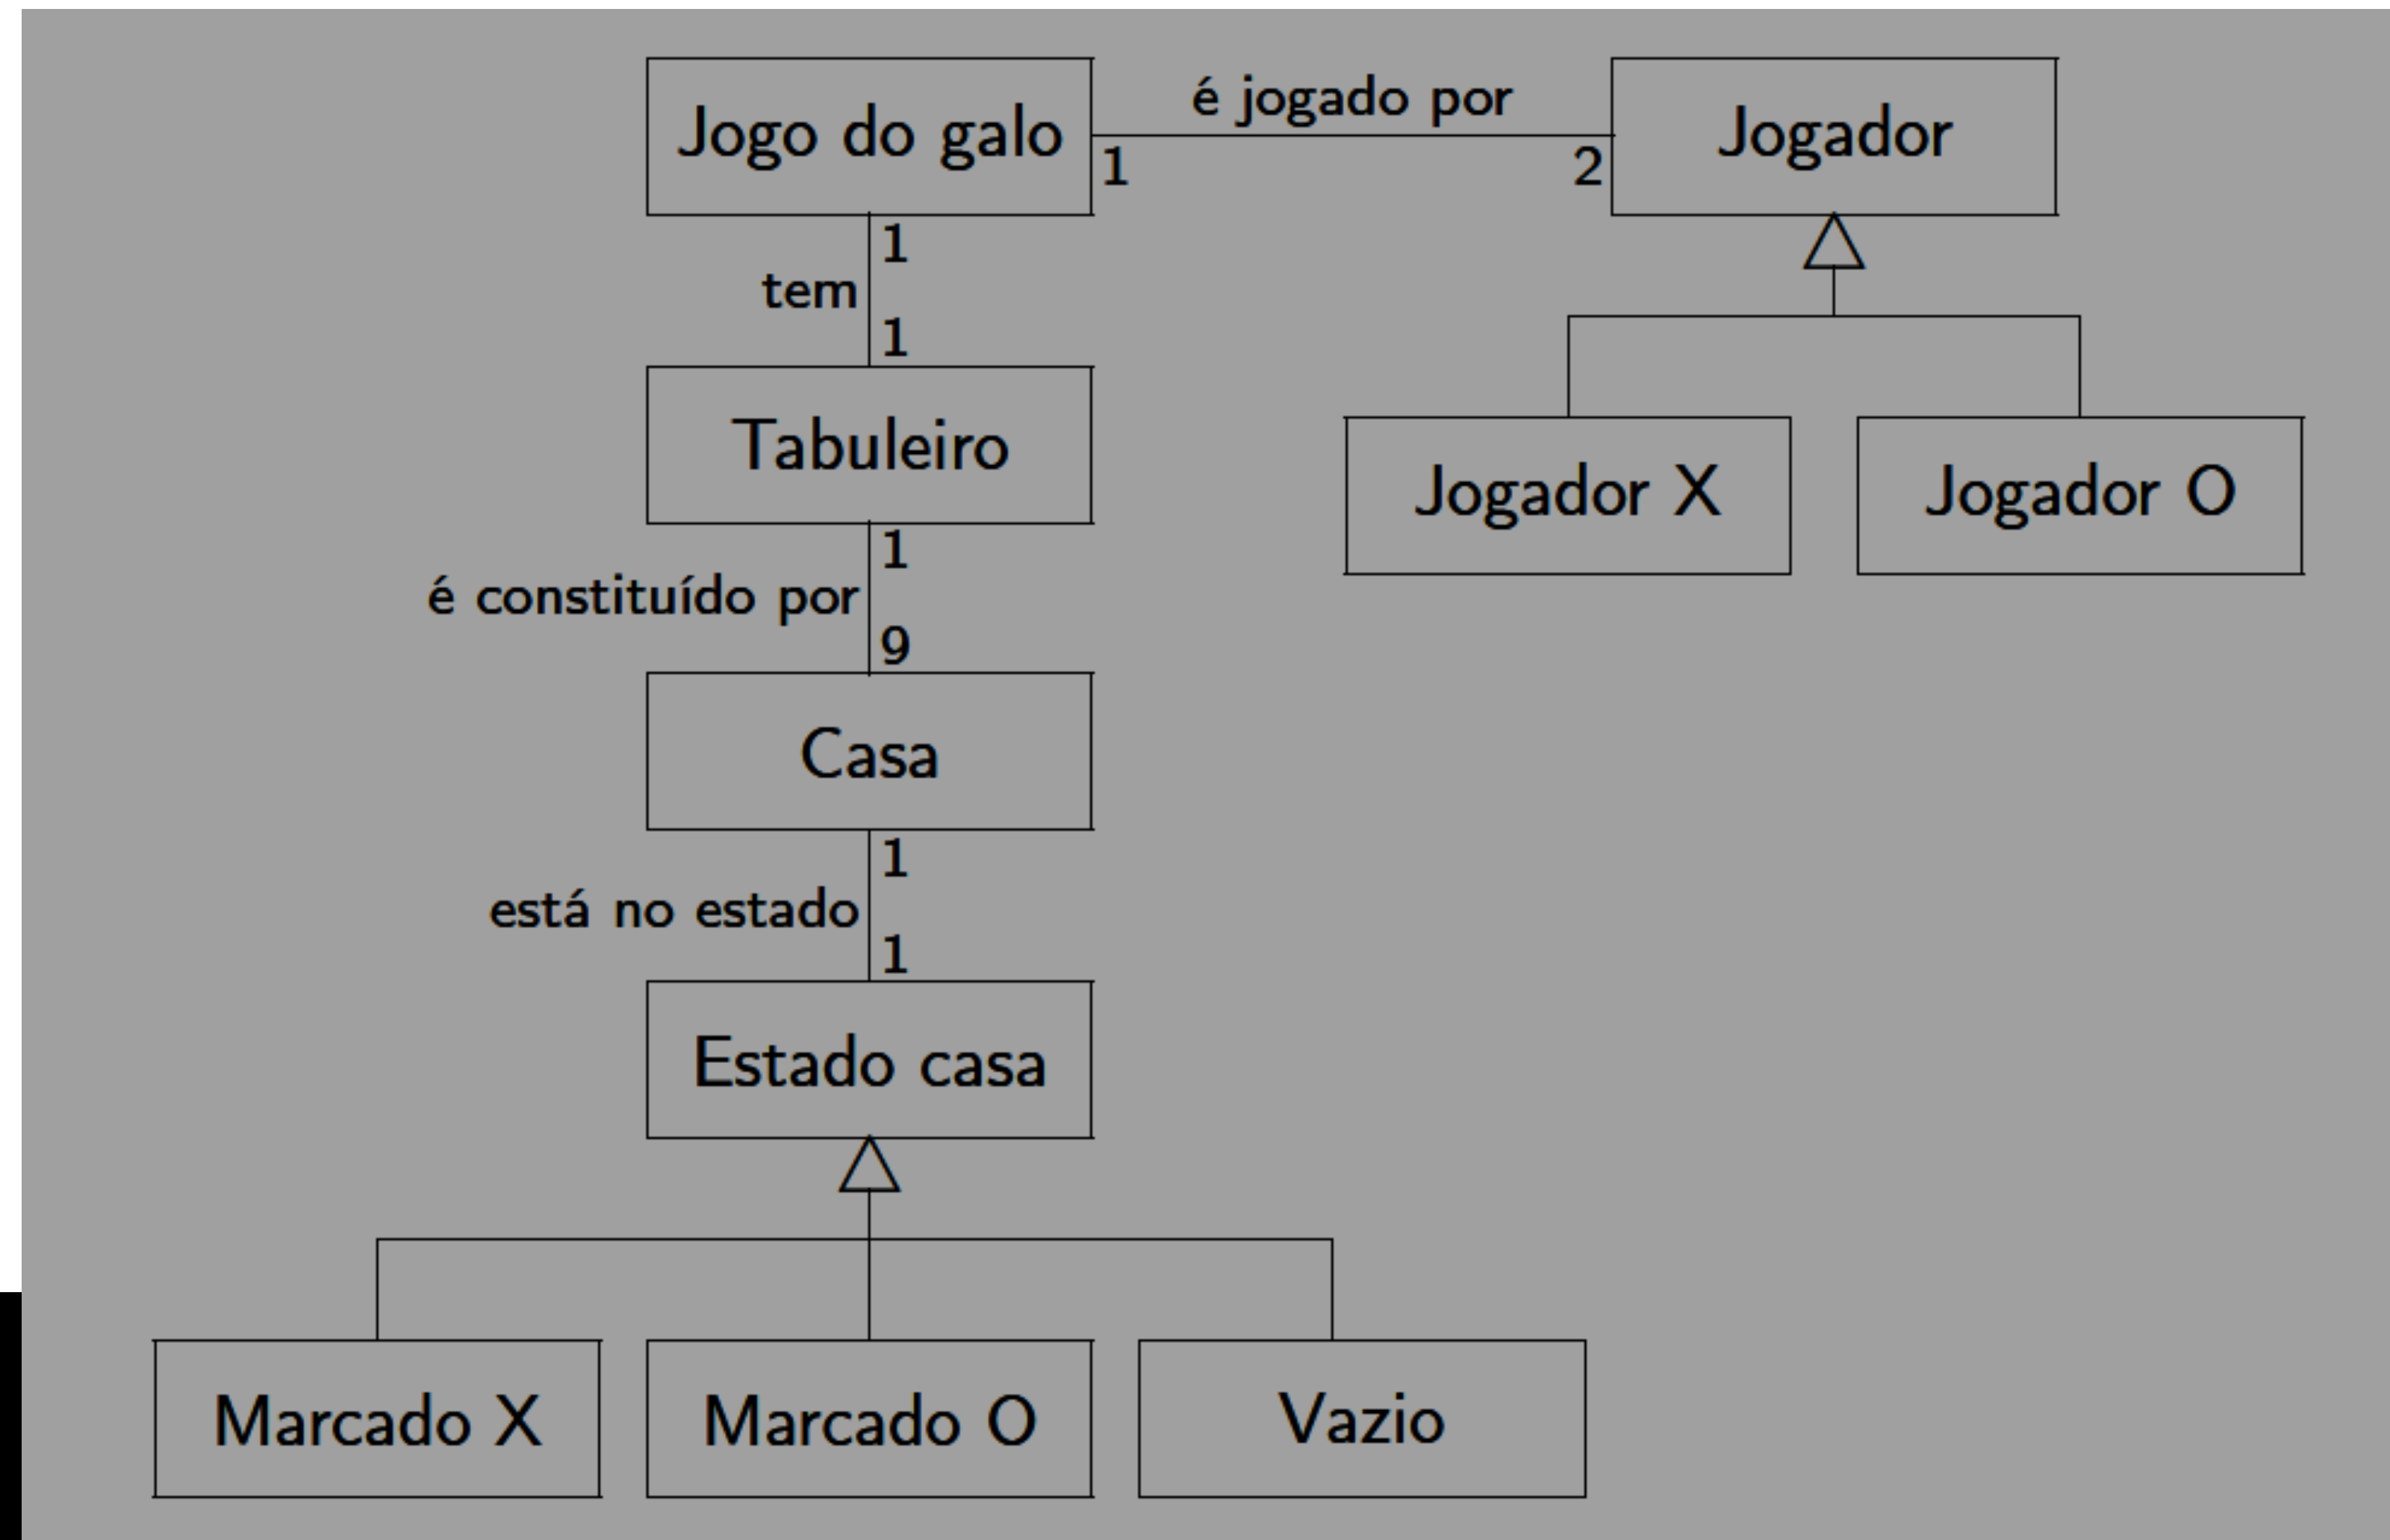 Jogo do galo
é jogado por
1
2
Jogador
1
tem
1
Tabuleiro
Jogador X
Jogador O
1
é constituído por
9
Casa
1
está no estado
1
Estado casa
Marcado X
Marcado O
Vazio